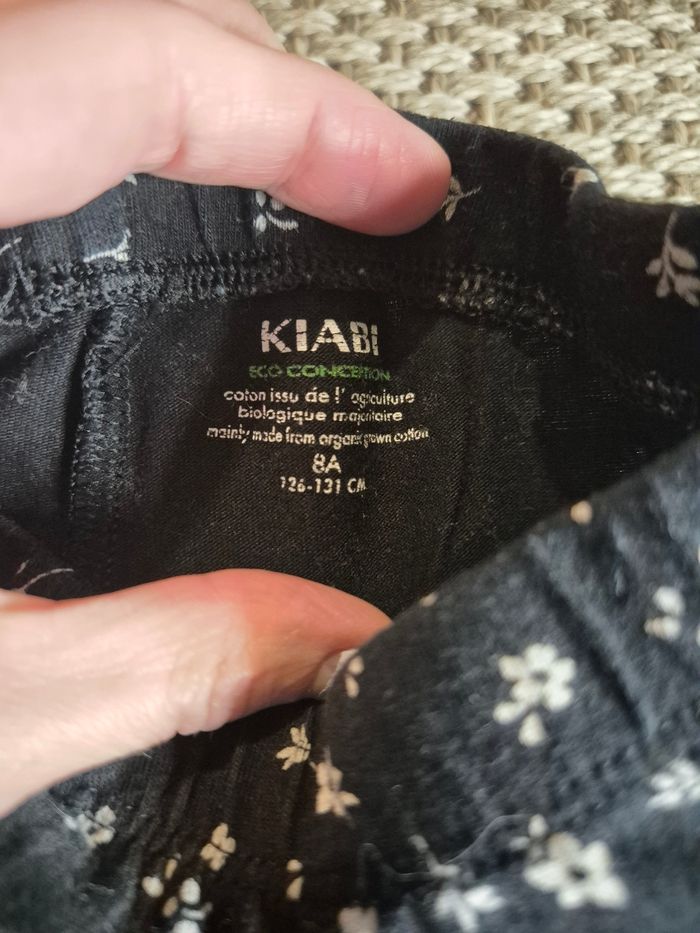 KIABI
ECO CONCEPTION
coton issu de l' agriculture
biologique majoritaire
mainly made from organic grown cotton
8A
126-131 CM